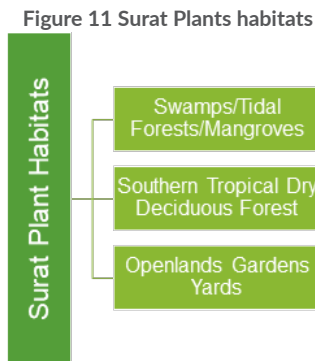 Figure 11 Surat Plants habitats
Surat Plant Habitats
Swamps/Tidal
Forests/Mangroves
Southern Tropical Dry
Deciduous Forest
Openlands Gardens
Yards